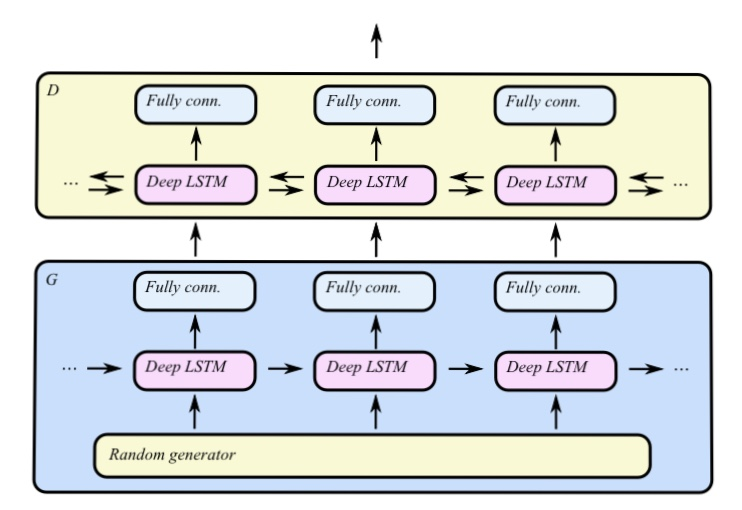 D
Fully conn. Fully conn. Fully conn.
... Deep LSTM Deep LSTM Deep LSTM ...
G
Fully conn. Fully conn. Fully conn.
... Deep LSTM Deep LSTM Deep LSTM ...
Random generator